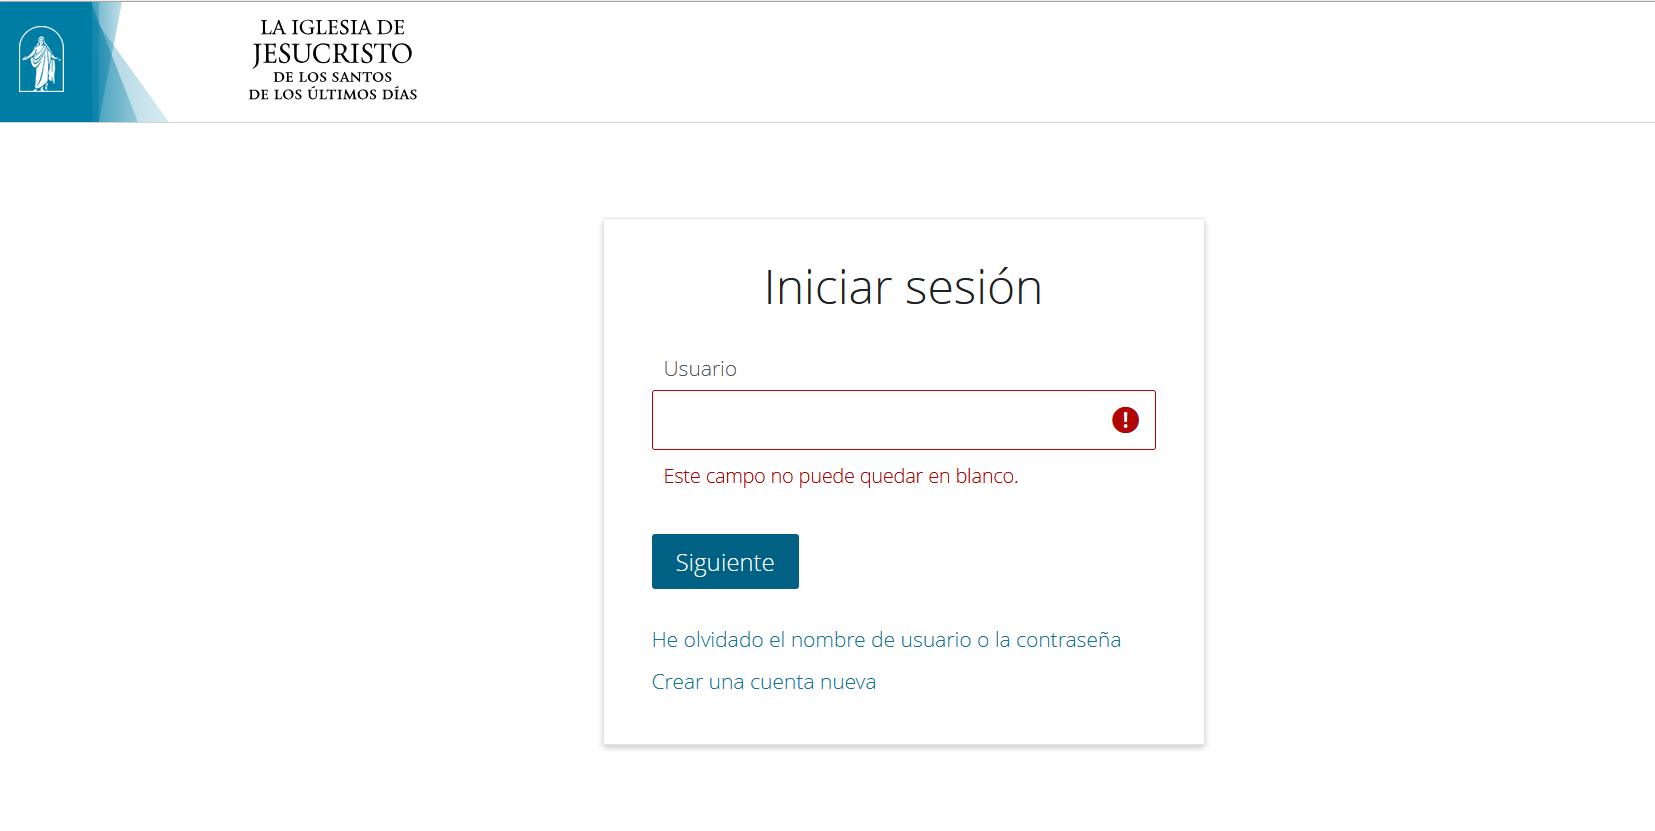 LA IGLESIA DE
JESUCRISTO
DE LOS SANTOS
DE LOS ÚLTIMOS DÍAS
Iniciar sesión
Usuario
Este campo no puede quedar en blanco.
Siguiente
He olvidado el nombre de usuario o la contraseña
Crear una cuenta nueva